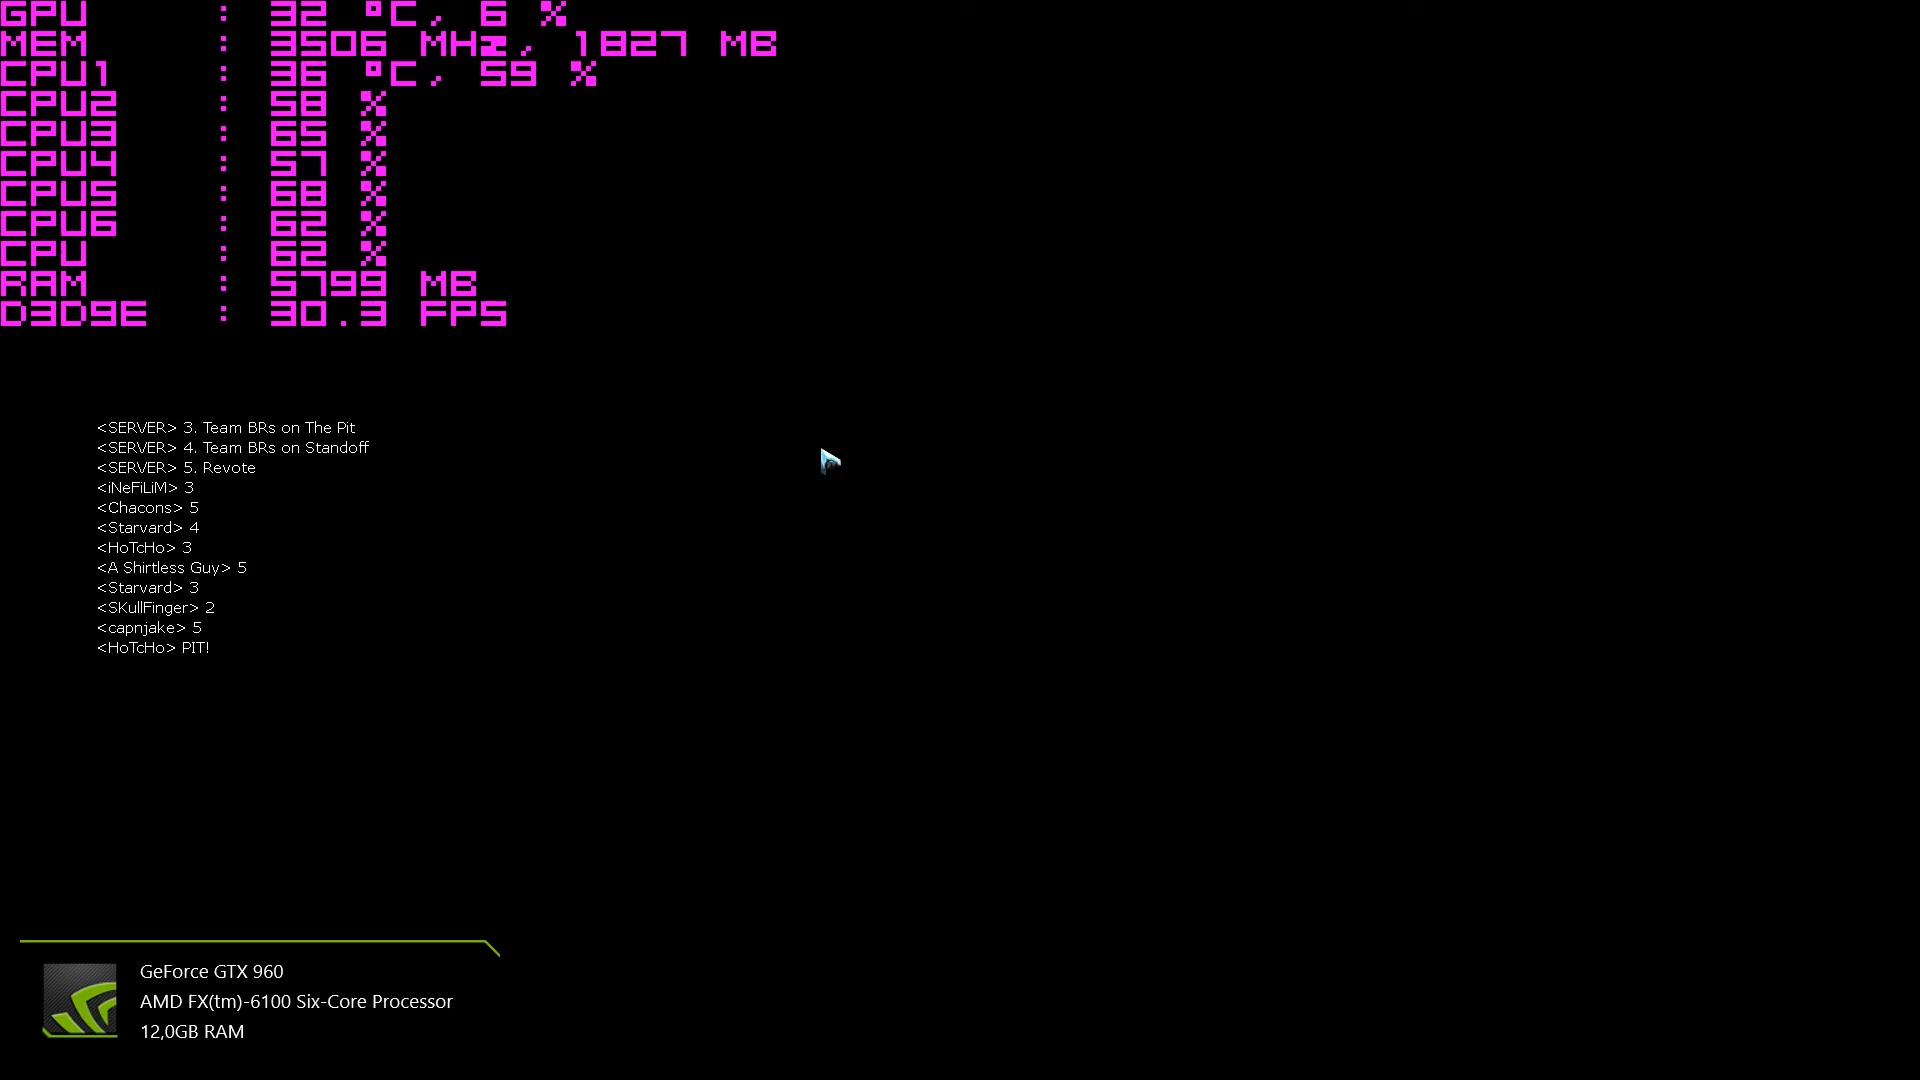 GPU : 32 °C, 6 %
MEM : 3506 MHz, 1827 MB
CPU1 : 36 °C, 59 %
CPU2 : 58 %
CPU3 : 65 %
CPU4 : 57 %
CPU5 : 68 %
CPU6 : 62 %
CPU : 62 %
RAM : 5799 MB
D3D9E : 30.3 FPS
<SERVER> 3. Team BRs on The Pit
<SERVER> 4. Team BRs on Standoff
<SERVER> 5. Revote
<iNeFiLiM> 3
<Chacons> 5
<Starvard> 4
<HoTcHo> 3
<A Shirtless Guy> 5
<Starvard> 3
<SKullFinger> 2
<capnjake> 5
<HoTcHo> PIT!
GeForce GTX 960
AMD FX(tm)-6100 Six-Core Processor
12,0GB RAM